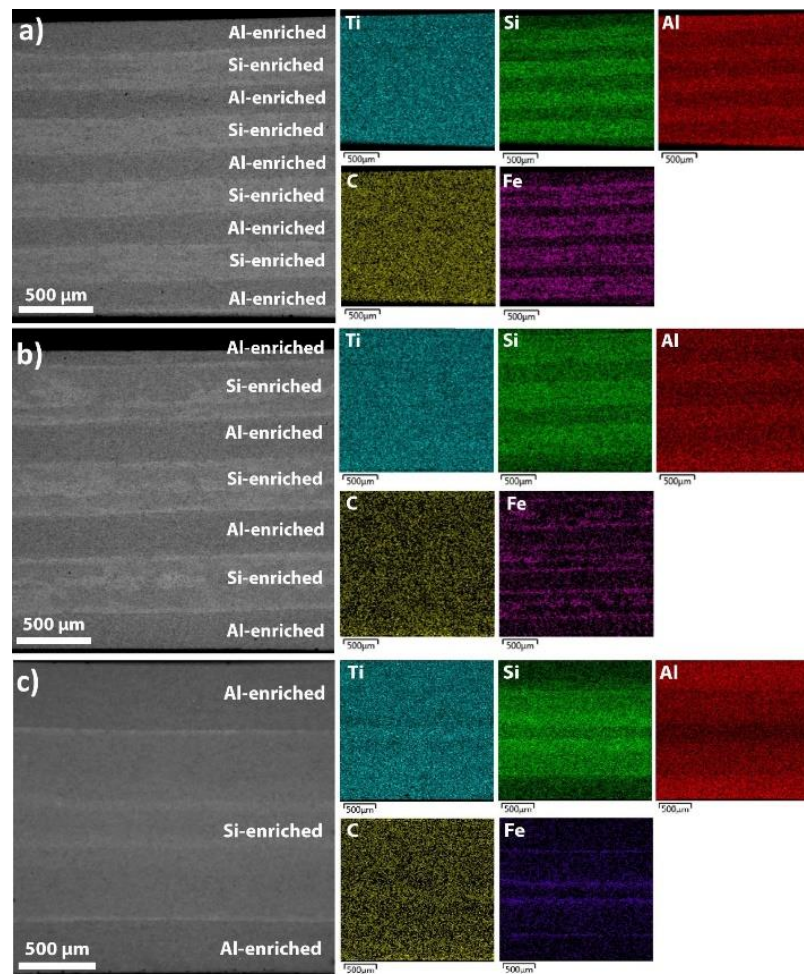 a)
Al-enriched
Si-enriched
Al-enriched
Si-enriched
Al-enriched
Si-enriched
Al-enriched
Si-enriched
Al-enriched
500 µm
Ti
Si
Al
500µm
500µm
500µm
C
Fe
500µm
500µm
b)
Al-enriched
Si-enriched
Al-enriched
Si-enriched
Al-enriched
Si-enriched
Al-enriched
500 µm
Ti
Si
Al
500µm
500µm
500µm
C
Fe
500µm
500µm
c)
Al-enriched
Si-enriched
Al-enriched
500 µm
Ti
Si
Al
500µm
500µm
500µm
C
Fe
500µm
500µm